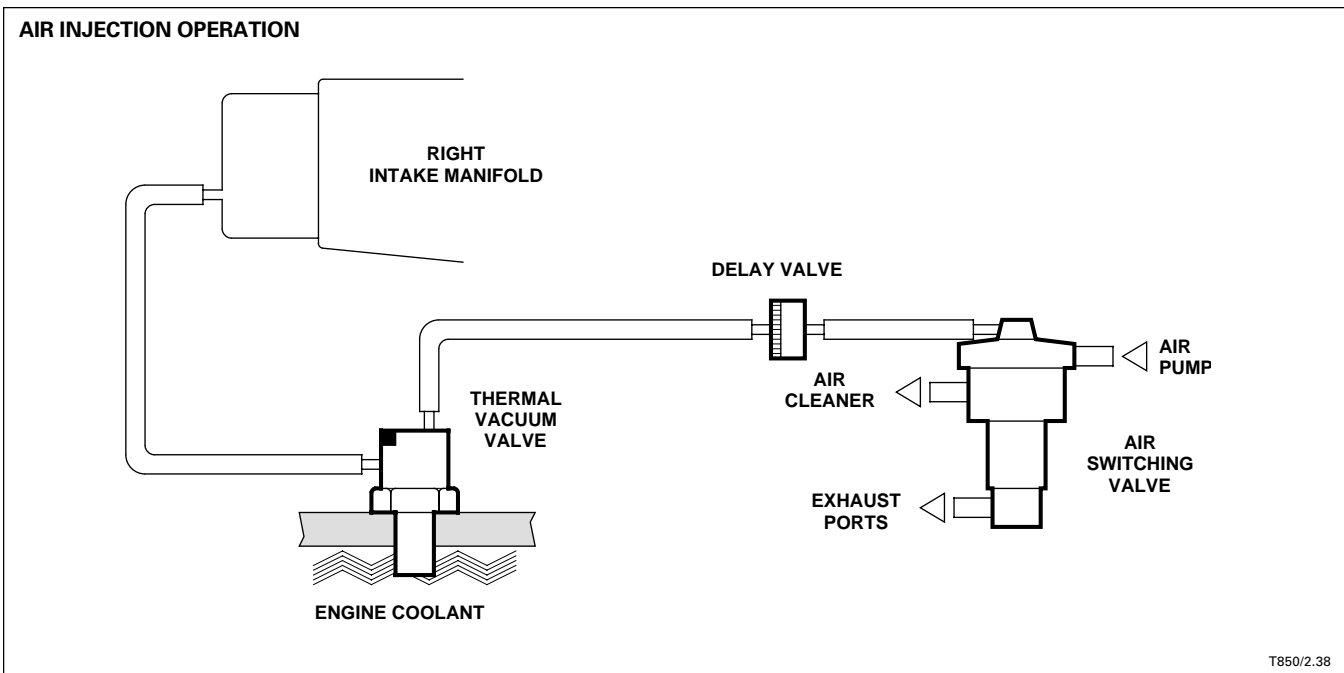 AIR INJECTION OPERATION
RIGHT
INTAKE MANIFOLD
DELAY VALVE
AIR
PUMP
AIR
CLEANER
THERMAL
VACUUM
VALVE
AIR
SWITCHING
VALVE
EXHAUST
PORTS
ENGINE COOLANT
T850/2.38